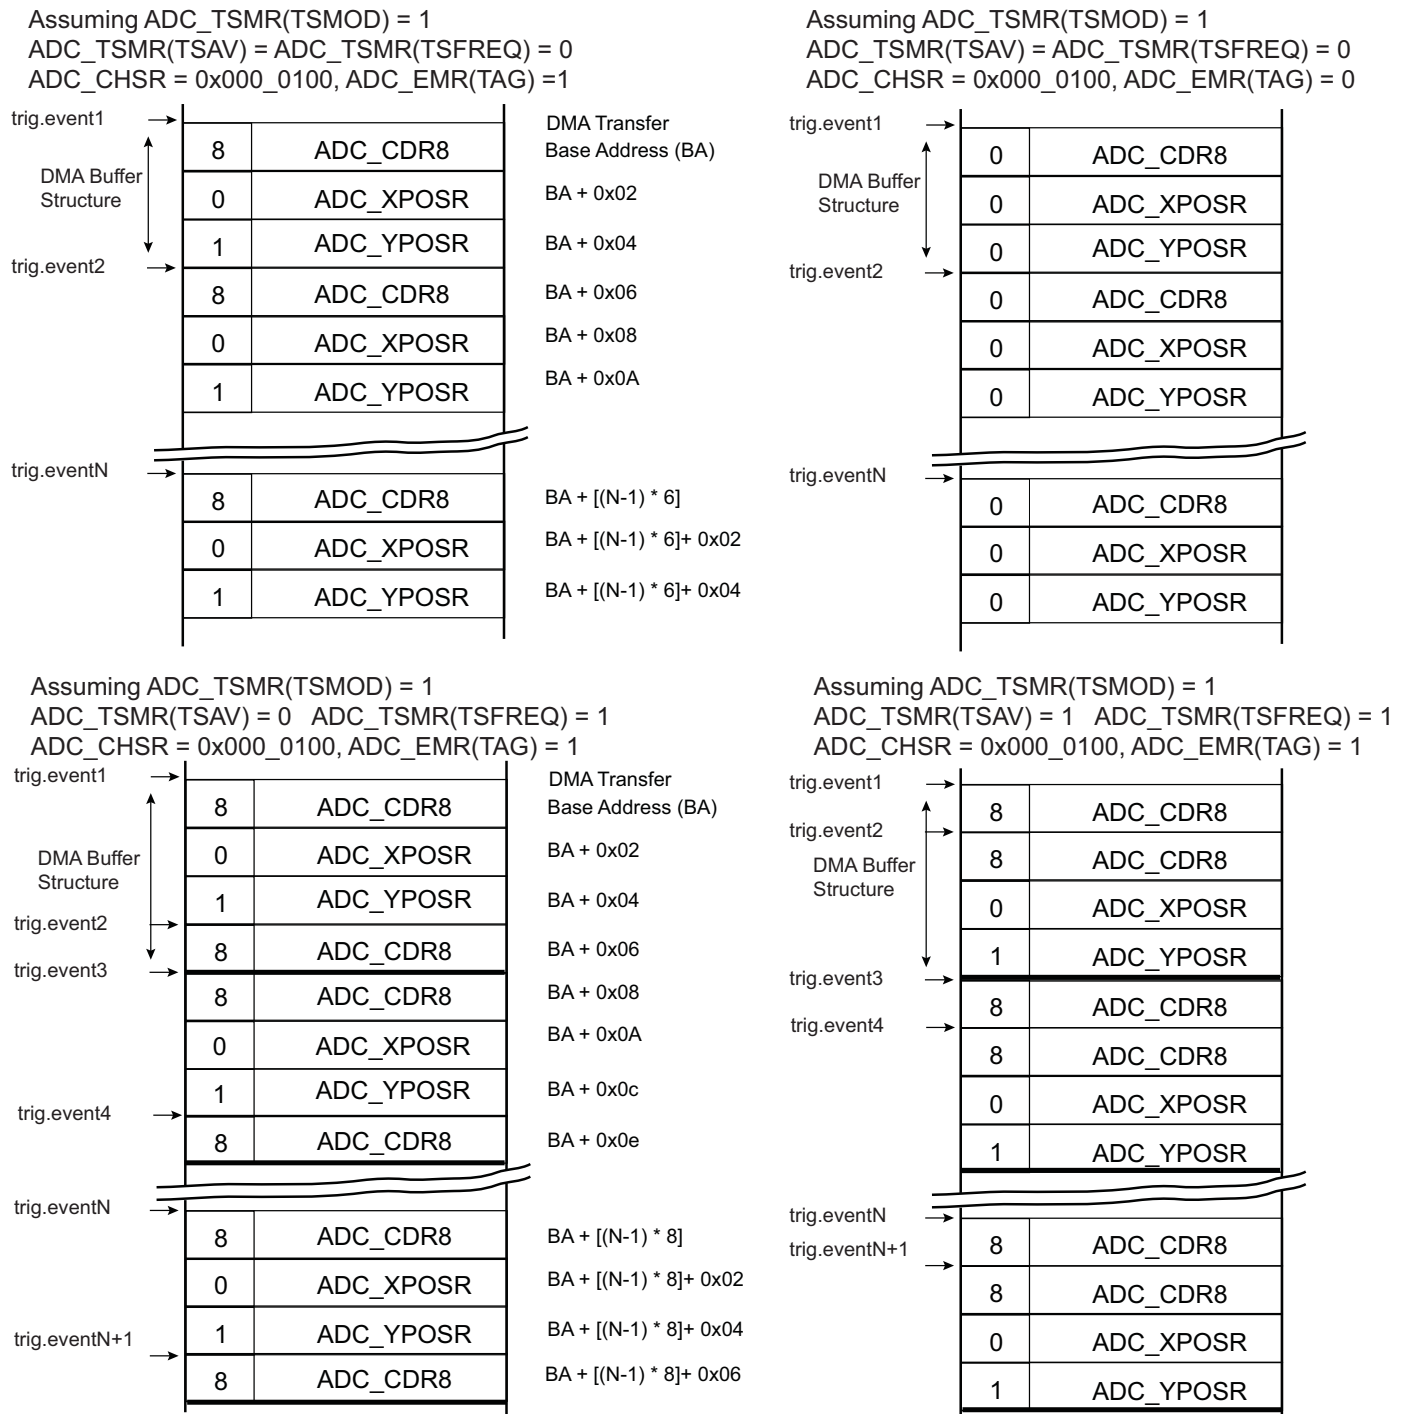 Assuming ADC_TSMR(TSMOD) = 1
ADC_TSMR(TSAV) = ADC_TSMR(TSFREQ) = 0
ADC_CHSR = 0x000_0100, ADC_EMR(TAG) =1
trig.event1
DMA Transfer
8 ADC_CDR8 Base Address (BA)
DMA Buffer
Structure
0 ADC_XPOSR BA + 0x02
1 ADC_YPOSR BA + 0x04
trig.event2
8 ADC_CDR8 BA + 0x06
0 ADC_XPOSR BA + 0x08
1 ADC_YPOSR BA + 0x0A
trig.eventN
8 ADC_CDR8 BA + [(N-1) * 6]
0 ADC_XPOSR BA + [(N-1) * 6]+ 0x02
1 ADC_YPOSR BA + [(N-1) * 6]+ 0x04
Assuming ADC_TSMR(TSMOD) = 1
ADC_TSMR(TSAV) = ADC_TSMR(TSFREQ) = 0
ADC_CHSR = 0x000_0100, ADC_EMR(TAG) = 0
trig.event1
0 ADC_CDR8
DMA Buffer
Structure
0 ADC_XPOSR
0 ADC_YPOSR
trig.event2
0 ADC_CDR8
0 ADC_XPOSR
0 ADC_YPOSR
trig.eventN
0 ADC_CDR8
0 ADC_XPOSR
0 ADC_YPOSR
Assuming ADC_TSMR(TSMOD) = 1
ADC_TSMR(TSAV) = 0 ADC_TSMR(TSFREQ) = 1
ADC_CHSR = 0x000_0100, ADC_EMR(TAG) = 1
trig.event1
DMA Transfer
8 ADC_CDR8 Base Address (BA)
DMA Buffer
Structure
0 ADC_XPOSR BA + 0x02
1 ADC_YPOSR BA + 0x04
trig.event2
8 ADC_CDR8 BA + 0x06
trig.event3
8 ADC_CDR8 BA + 0x08
0 ADC_XPOSR BA + 0x0A
1 ADC_YPOSR BA + 0x0c
trig.event4
8 ADC_CDR8 BA + 0x0e
trig.eventN
8 ADC_CDR8 BA + [(N-1) * 8]
0 ADC_XPOSR BA + [(N-1) * 8]+ 0x02
1 ADC_YPOSR BA + [(N-1) * 8]+ 0x04
trig.eventN+1
8 ADC_CDR8 BA + [(N-1) * 8]+ 0x06
Assuming ADC_TSMR(TSMOD) = 1
ADC_TSMR(TSAV) = 1 ADC_TSMR(TSFREQ) = 1
ADC_CHSR = 0x000_0100, ADC_EMR(TAG) = 1
trig.event1
8 ADC_CDR8
trig.event2
DMA Buffer
Structure
8 ADC_CDR8
0 ADC_XPOSR
1 ADC_YPOSR
trig.event3
8 ADC_CDR8
trig.event4
8 ADC_CDR8
0 ADC_XPOSR
1 ADC_YPOSR
trig.eventN
8 ADC_CDR8
trig.eventN+1
8 ADC_CDR8
0 ADC_XPOSR
1 ADC_YPOSR